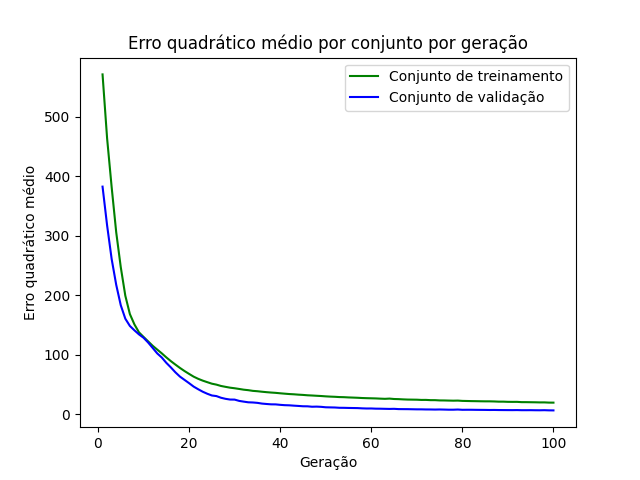 Erro quadrático médio por conjunto por geração
Conjunto de treinamento
Conjunto de validação
Erro quadrático médio
500
400
300
200
100
0
0 20 40 60 80 100
Geração